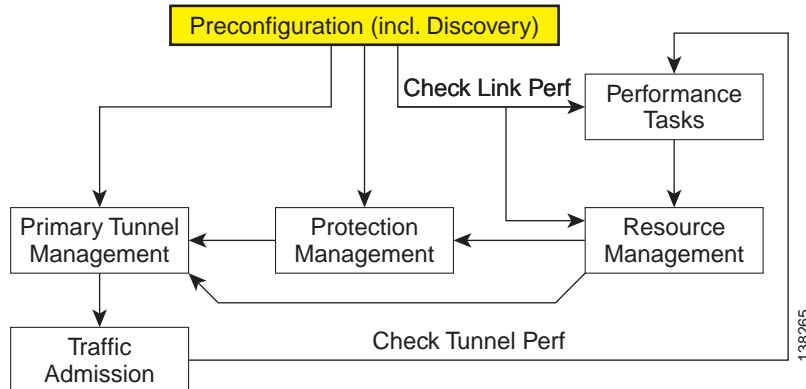 Preconfiguration (incl. Discovery)
Check Link Perf
Performance
Tasks
Primary Tunnel
Management
Protection
Management
Resource
Management
Traffic
Admission
Check Tunnel Perf
138265